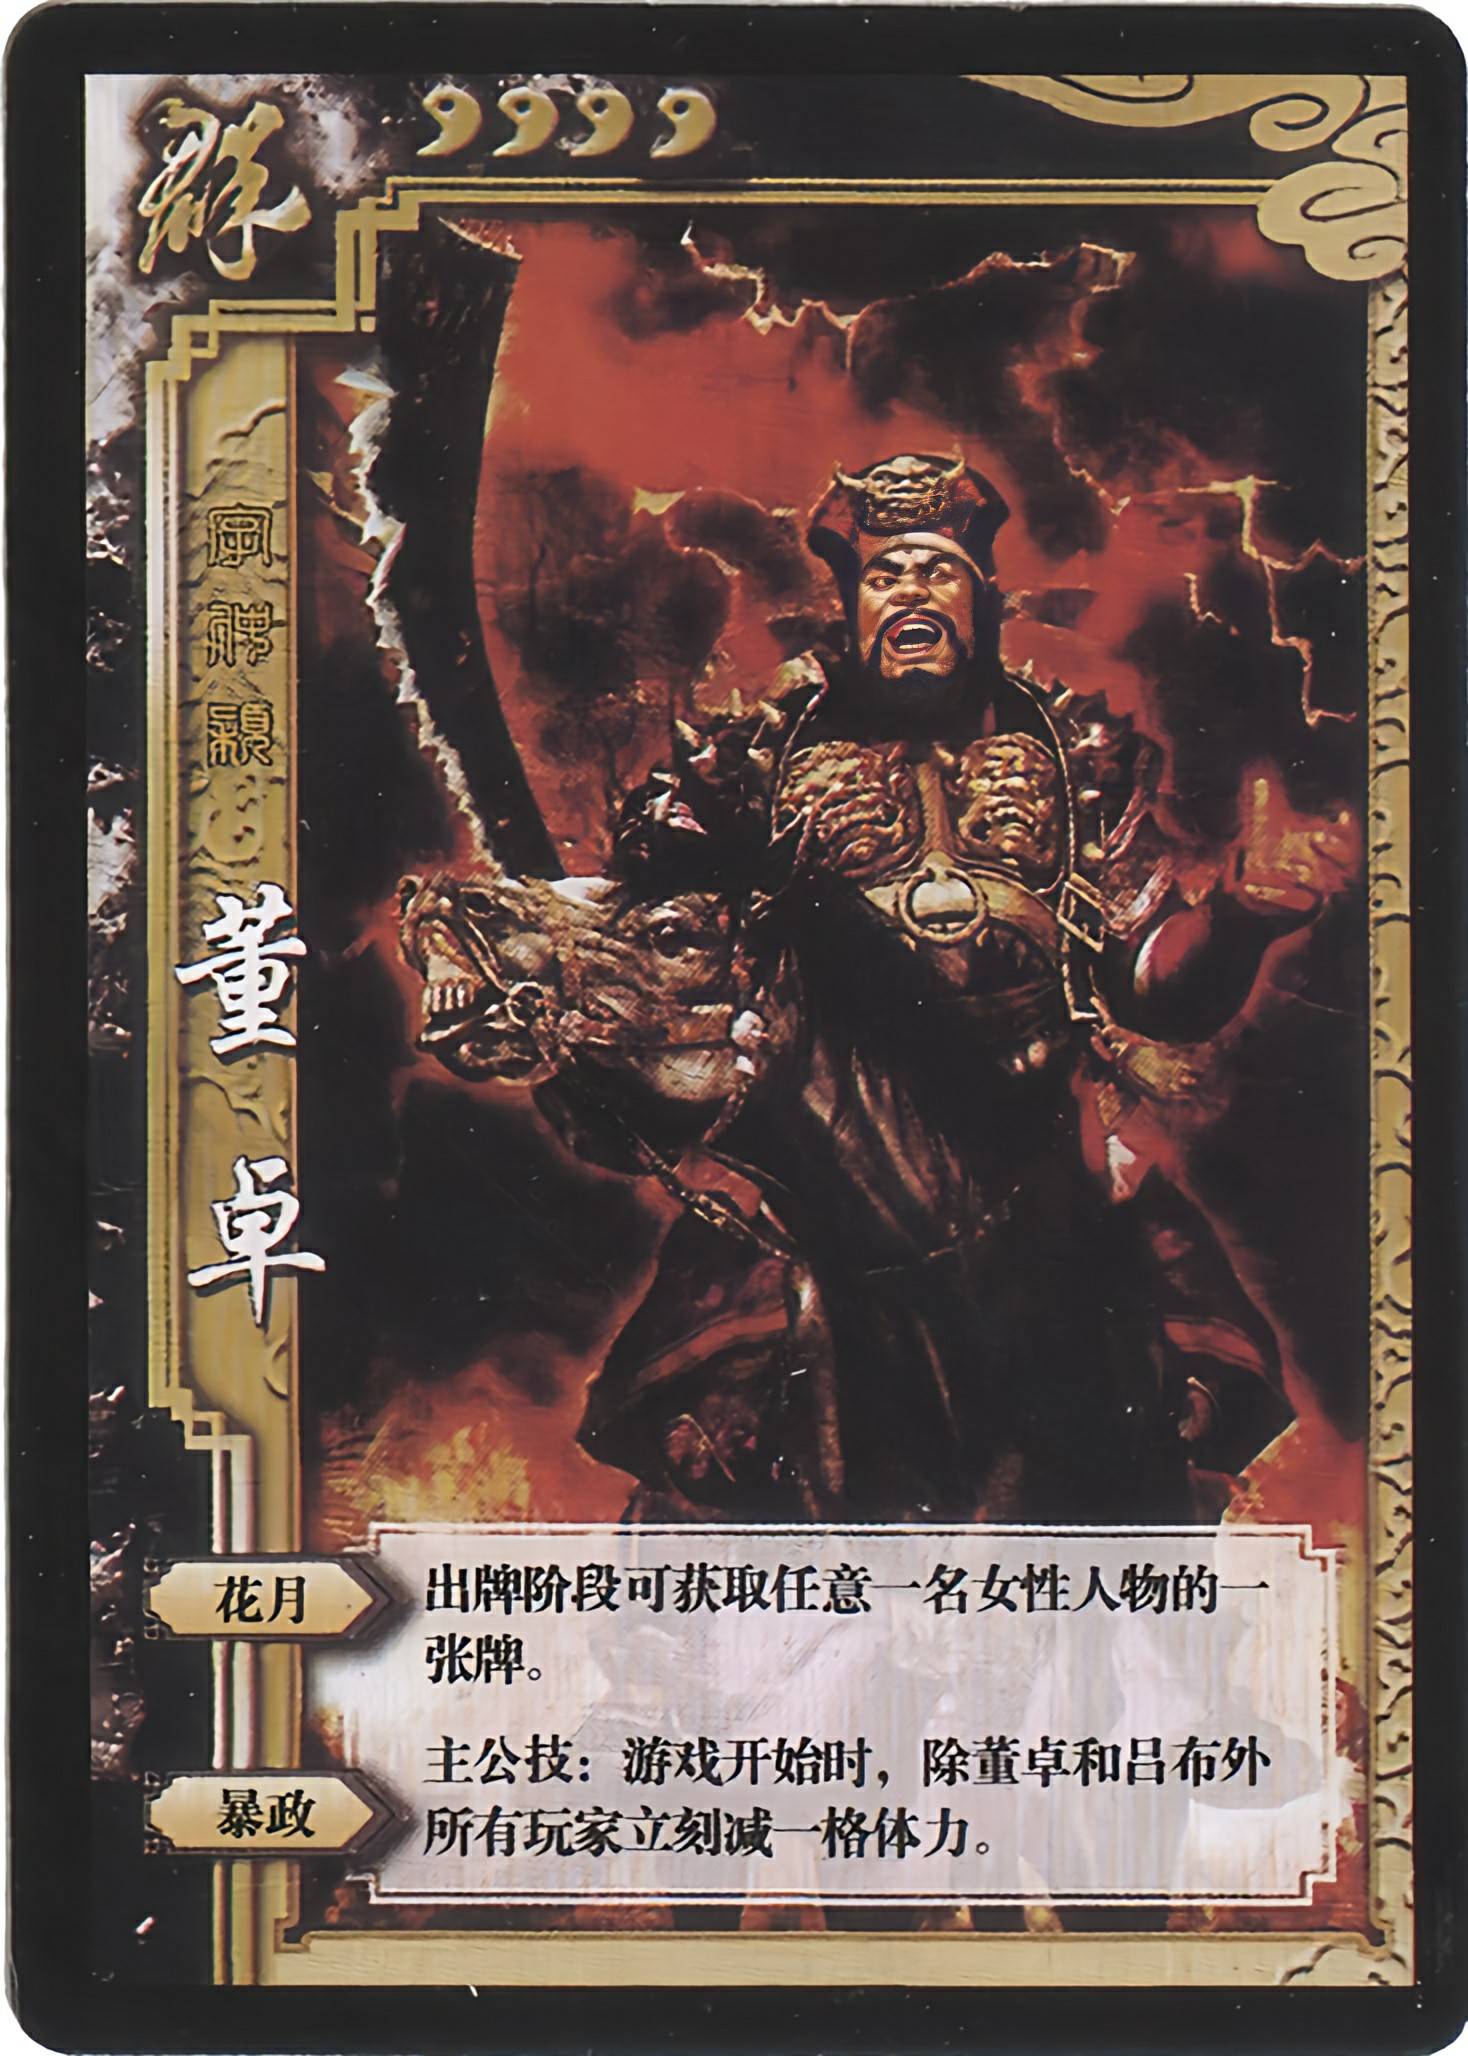 群
董卓
花月
出牌阶段可获取任意一名女性人物的一
张牌。
暴政
主公技：游戏开始时，除董卓和吕布外
所有玩家立刻减一格体力。